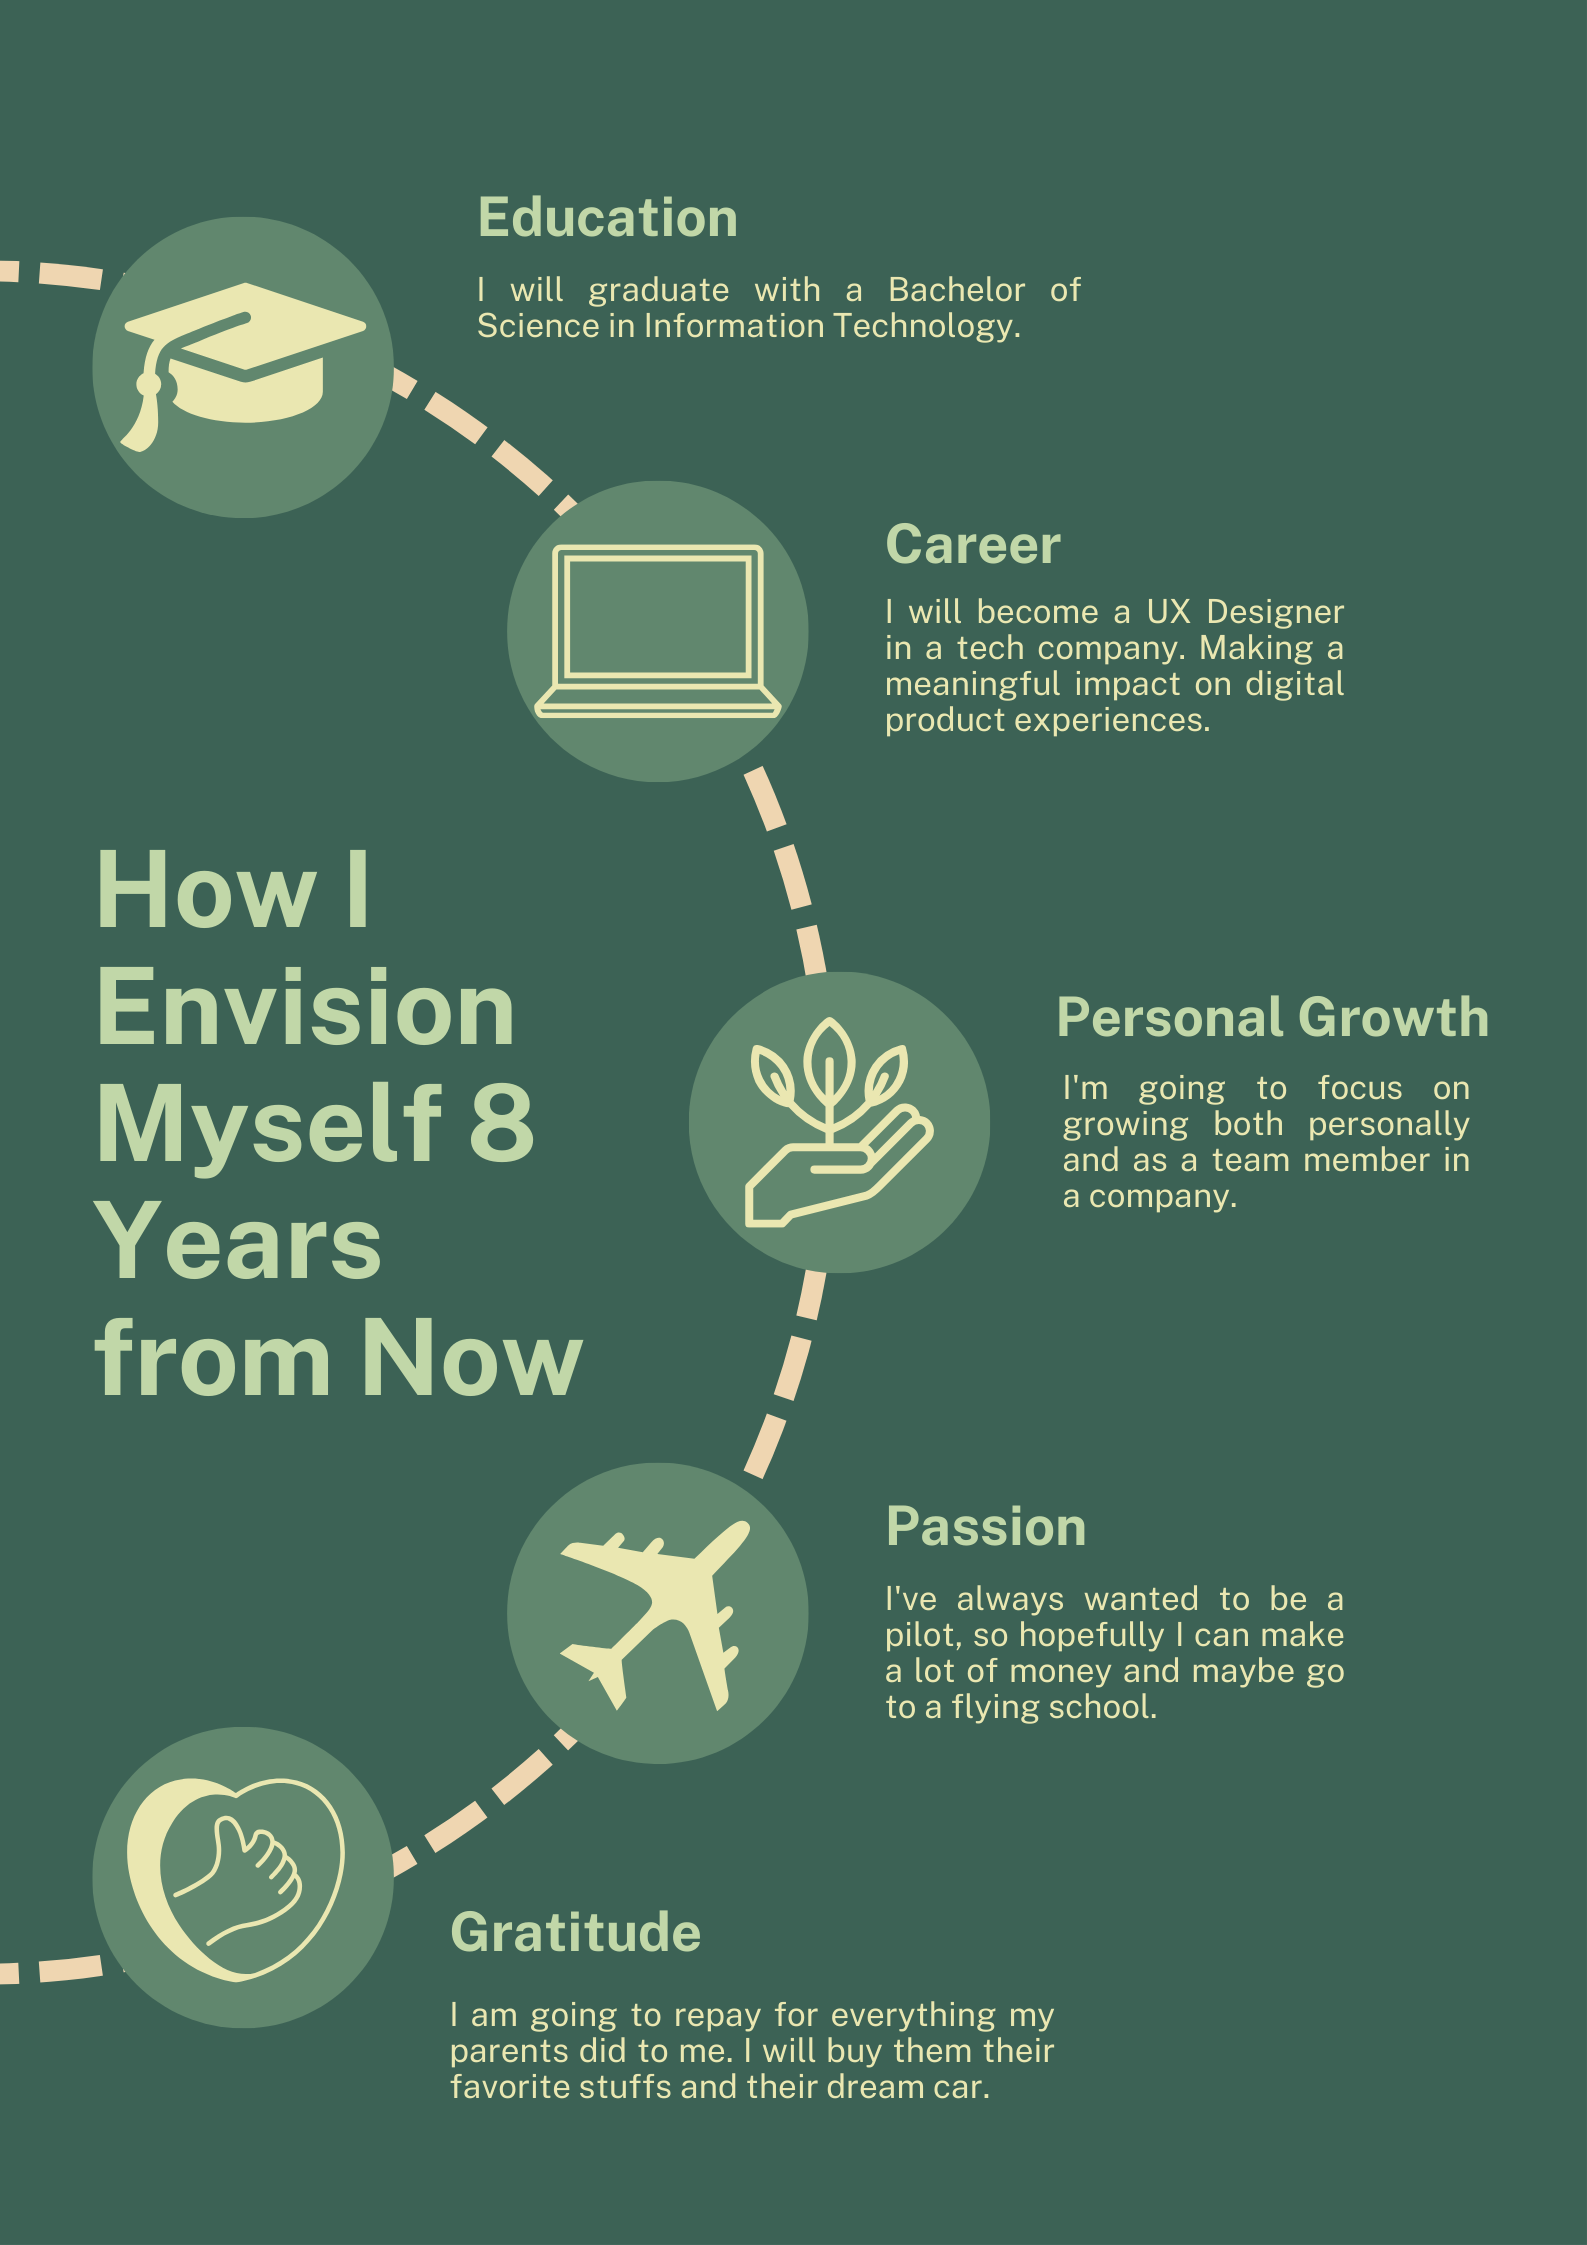 Education
I will graduate with a Bachelor of
Science in Information Technology.
Career
I will become a UX Designer
in a tech company. Making a
meaningful impact on digital
product experiences.
How I
Envision
Myself 8
Years
from Now
Personal Growth
I'm going to focus on
growing both personally
and as a team member in
a company.
Passion
I've always wanted to be a
pilot, so hopefully I can make
a lot of money and maybe go
to a flying school.
Gratitude
I am going to repay for everything my
parents did to me. I will buy them their
favorite stuffs and their dream car.